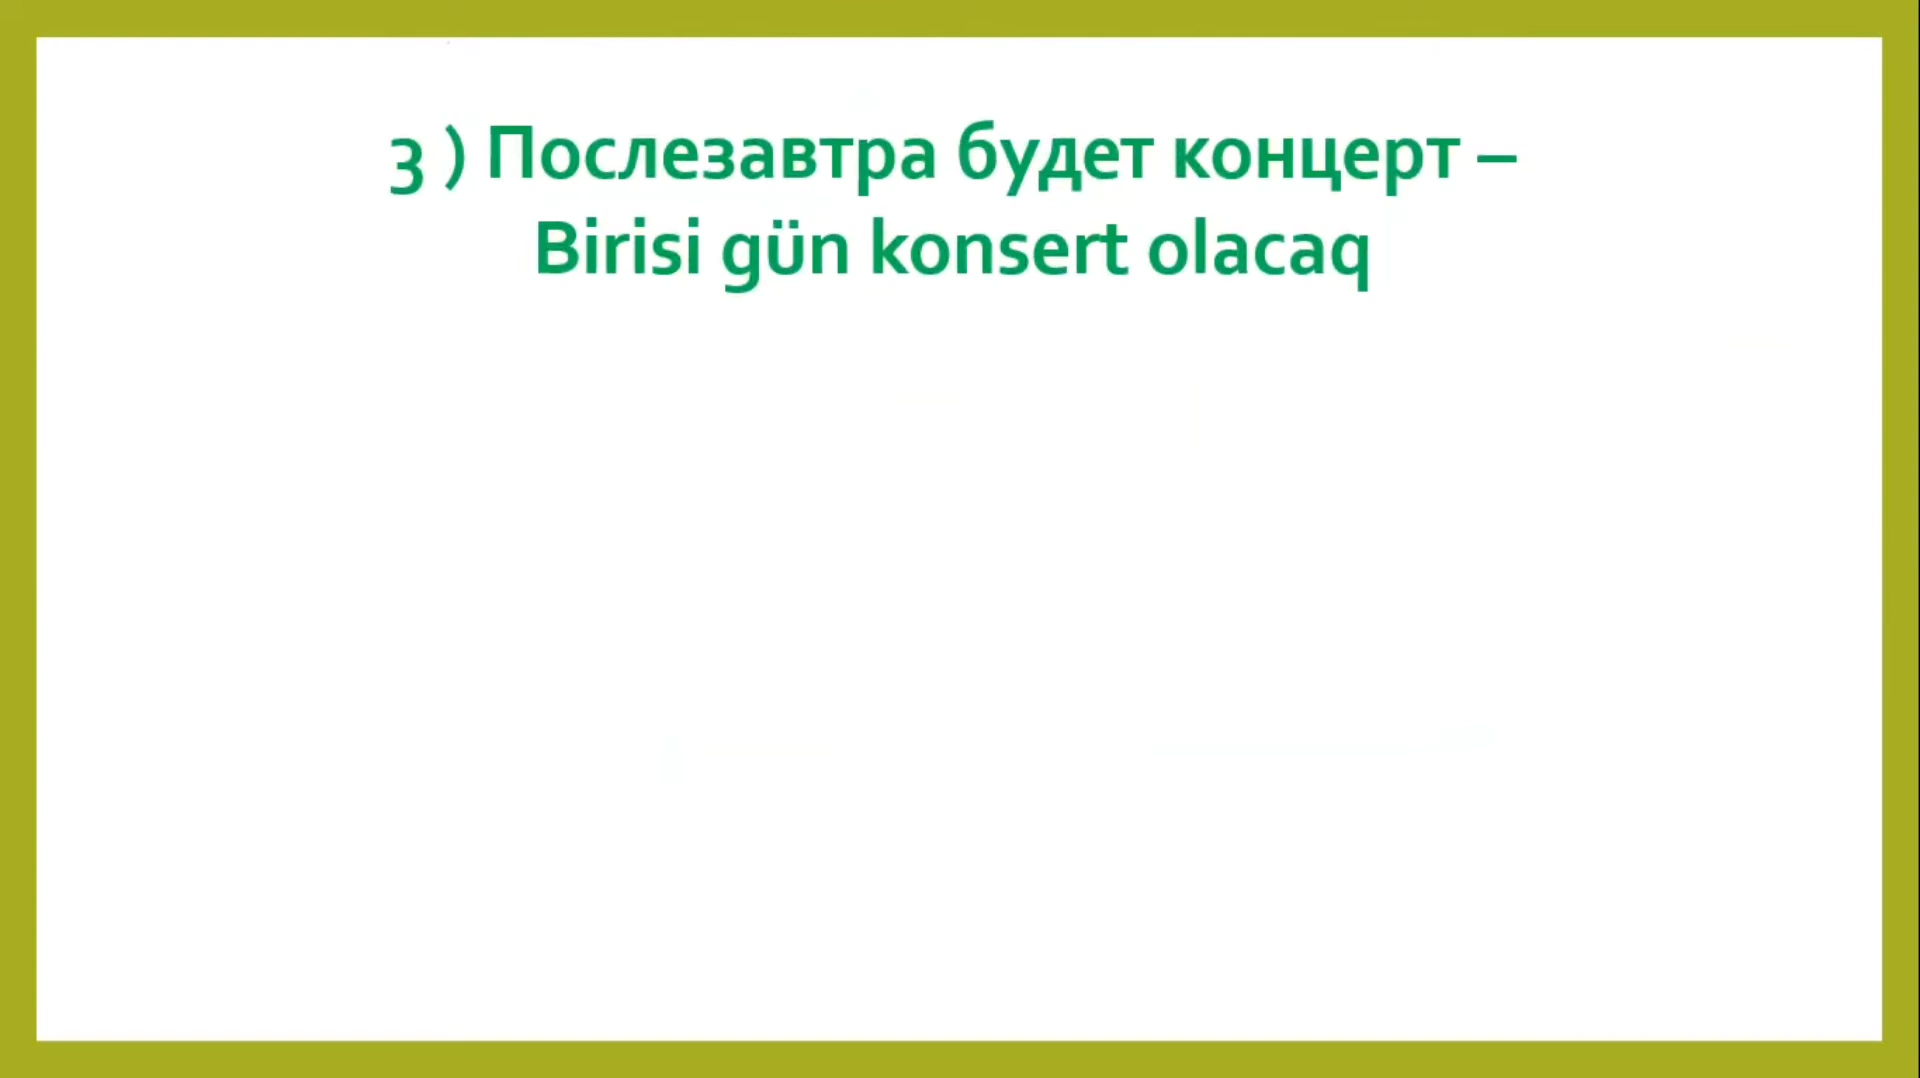 3 ) Послезавтра будет концерт –
Birisi gün konsert olacaq